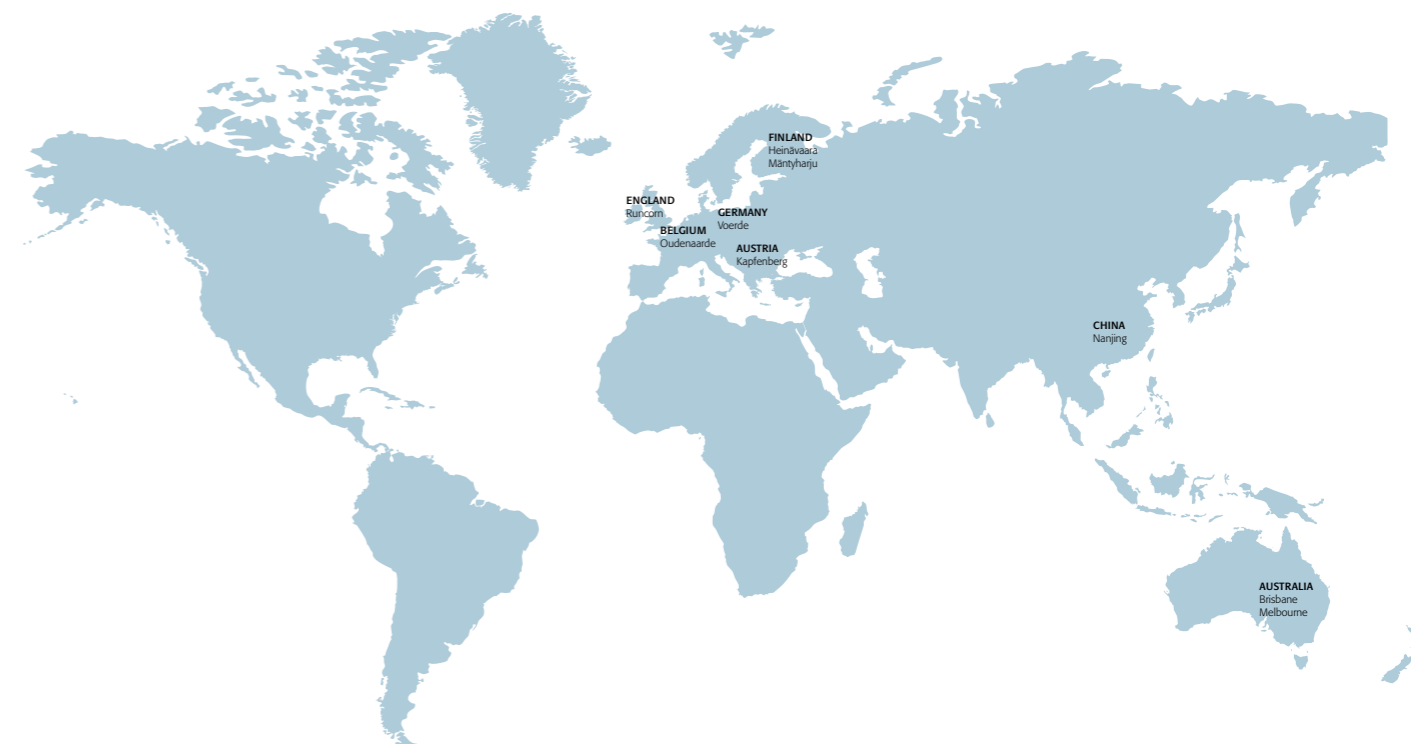 FINLAND
Heinävaara
Mäntyharju
ENGLAND
Runcorn
GERMANY
Voerde
BELGIUM
Oudenaarde
AUSTRIA
Kapfenberg
CHINA
Nanjing
AUSTRALIA
Brisbane
Melbourne